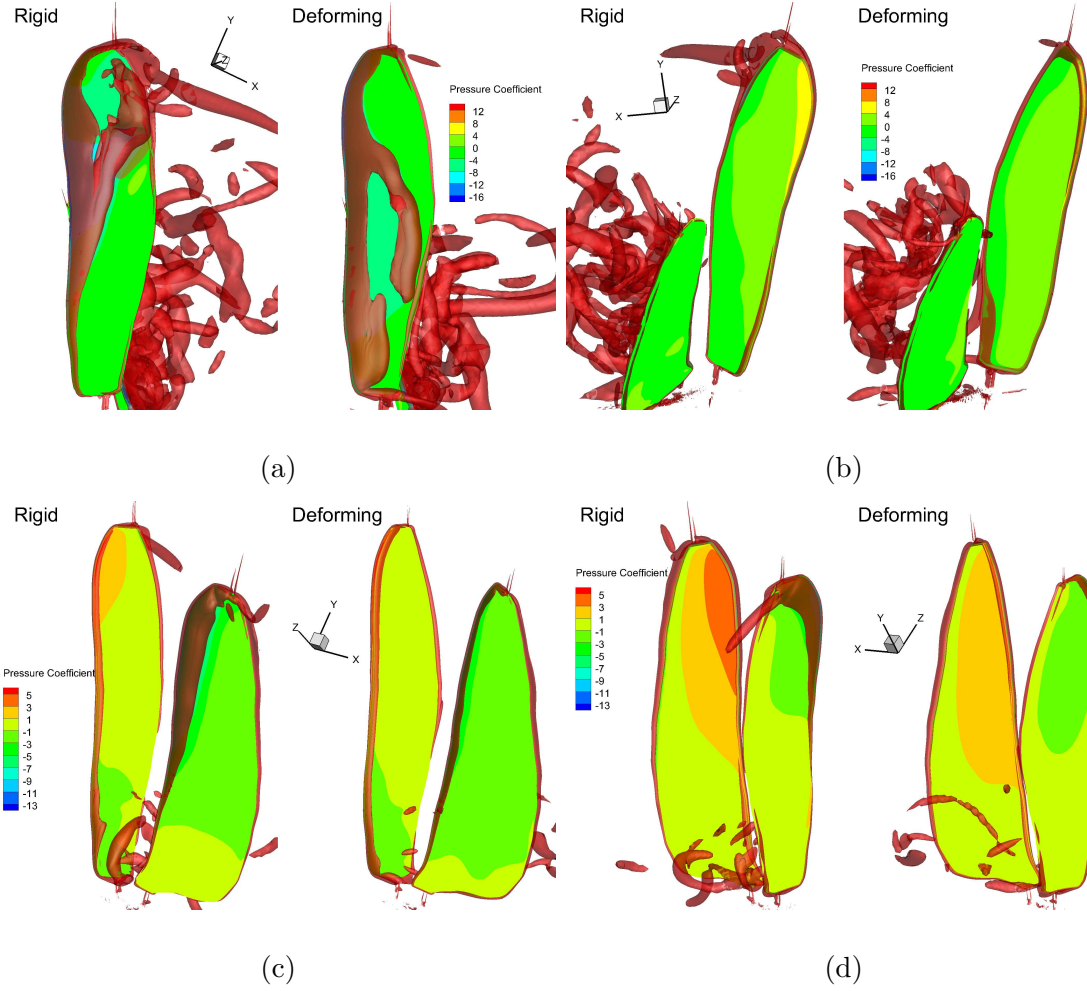 Rigid
Deforming
Y
Z
X
Pressure Coefficient
12
8
4
0
-4
-8
-12
-16
(a)
Rigid
Deforming
Y
Z
X
Pressure Coefficient
12
8
4
0
-4
-8
-12
-16
(b)
Rigid
Deforming
Y
Z
X
Pressure Coefficient
5
3
1
-1
-3
-5
-7
-9
-11
-13
(c)
Rigid
Deforming
Pressure Coefficient
5
3
1
-1
-3
-5
-7
-9
-11
-13
Y
Z
X
(d)